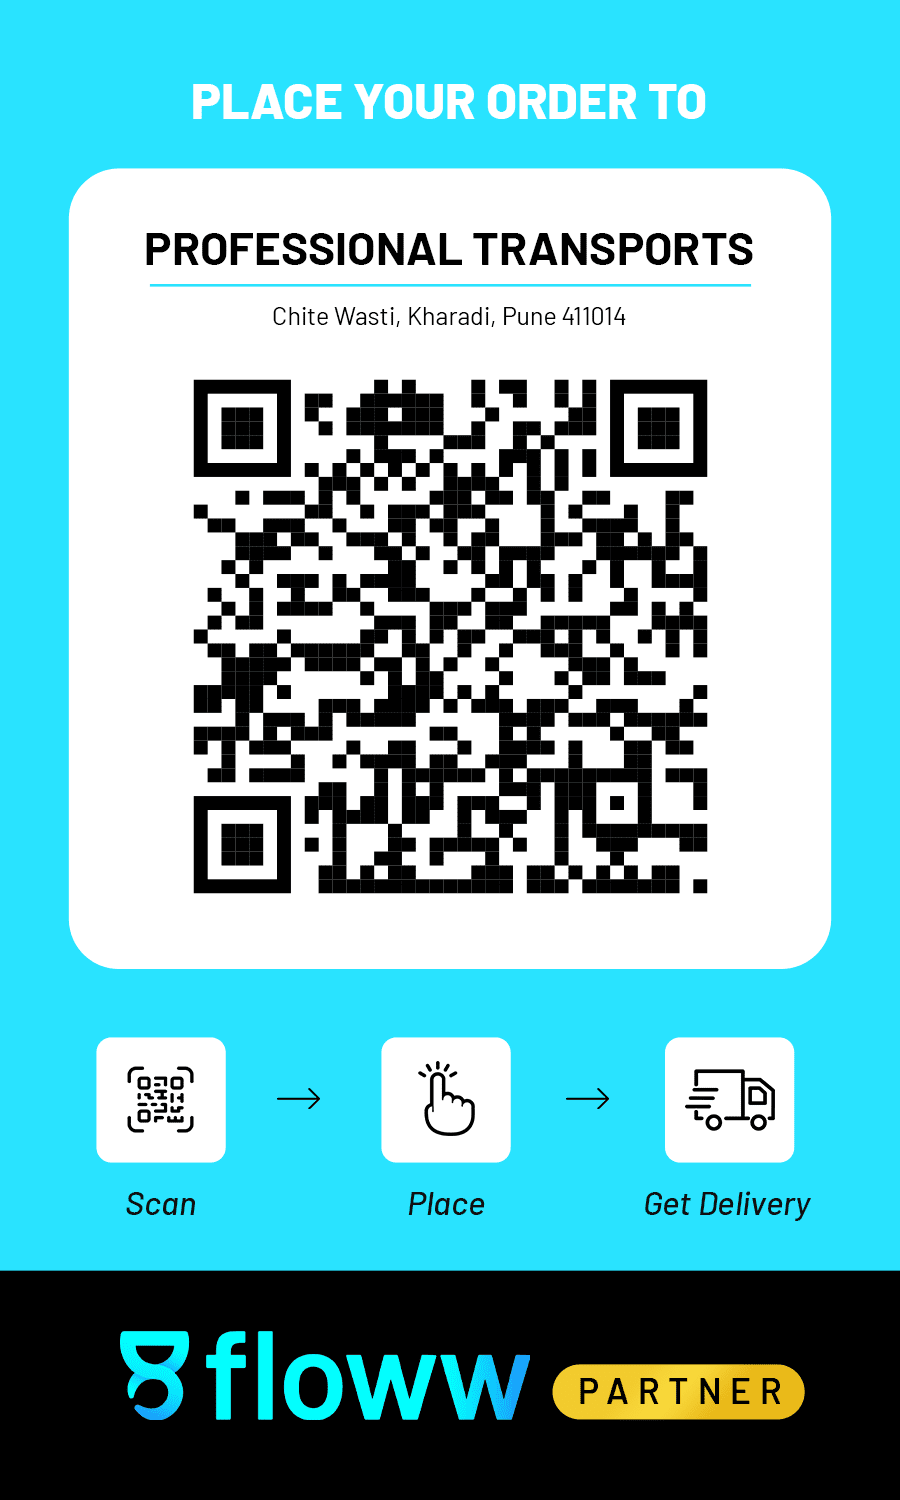 PLACE YOUR ORDER TO
PROFESSIONAL TRANSPORTS
Chite Wasti, Kharadi, Pune 411014
Scan
Place
Get Delivery
floww PARTNER